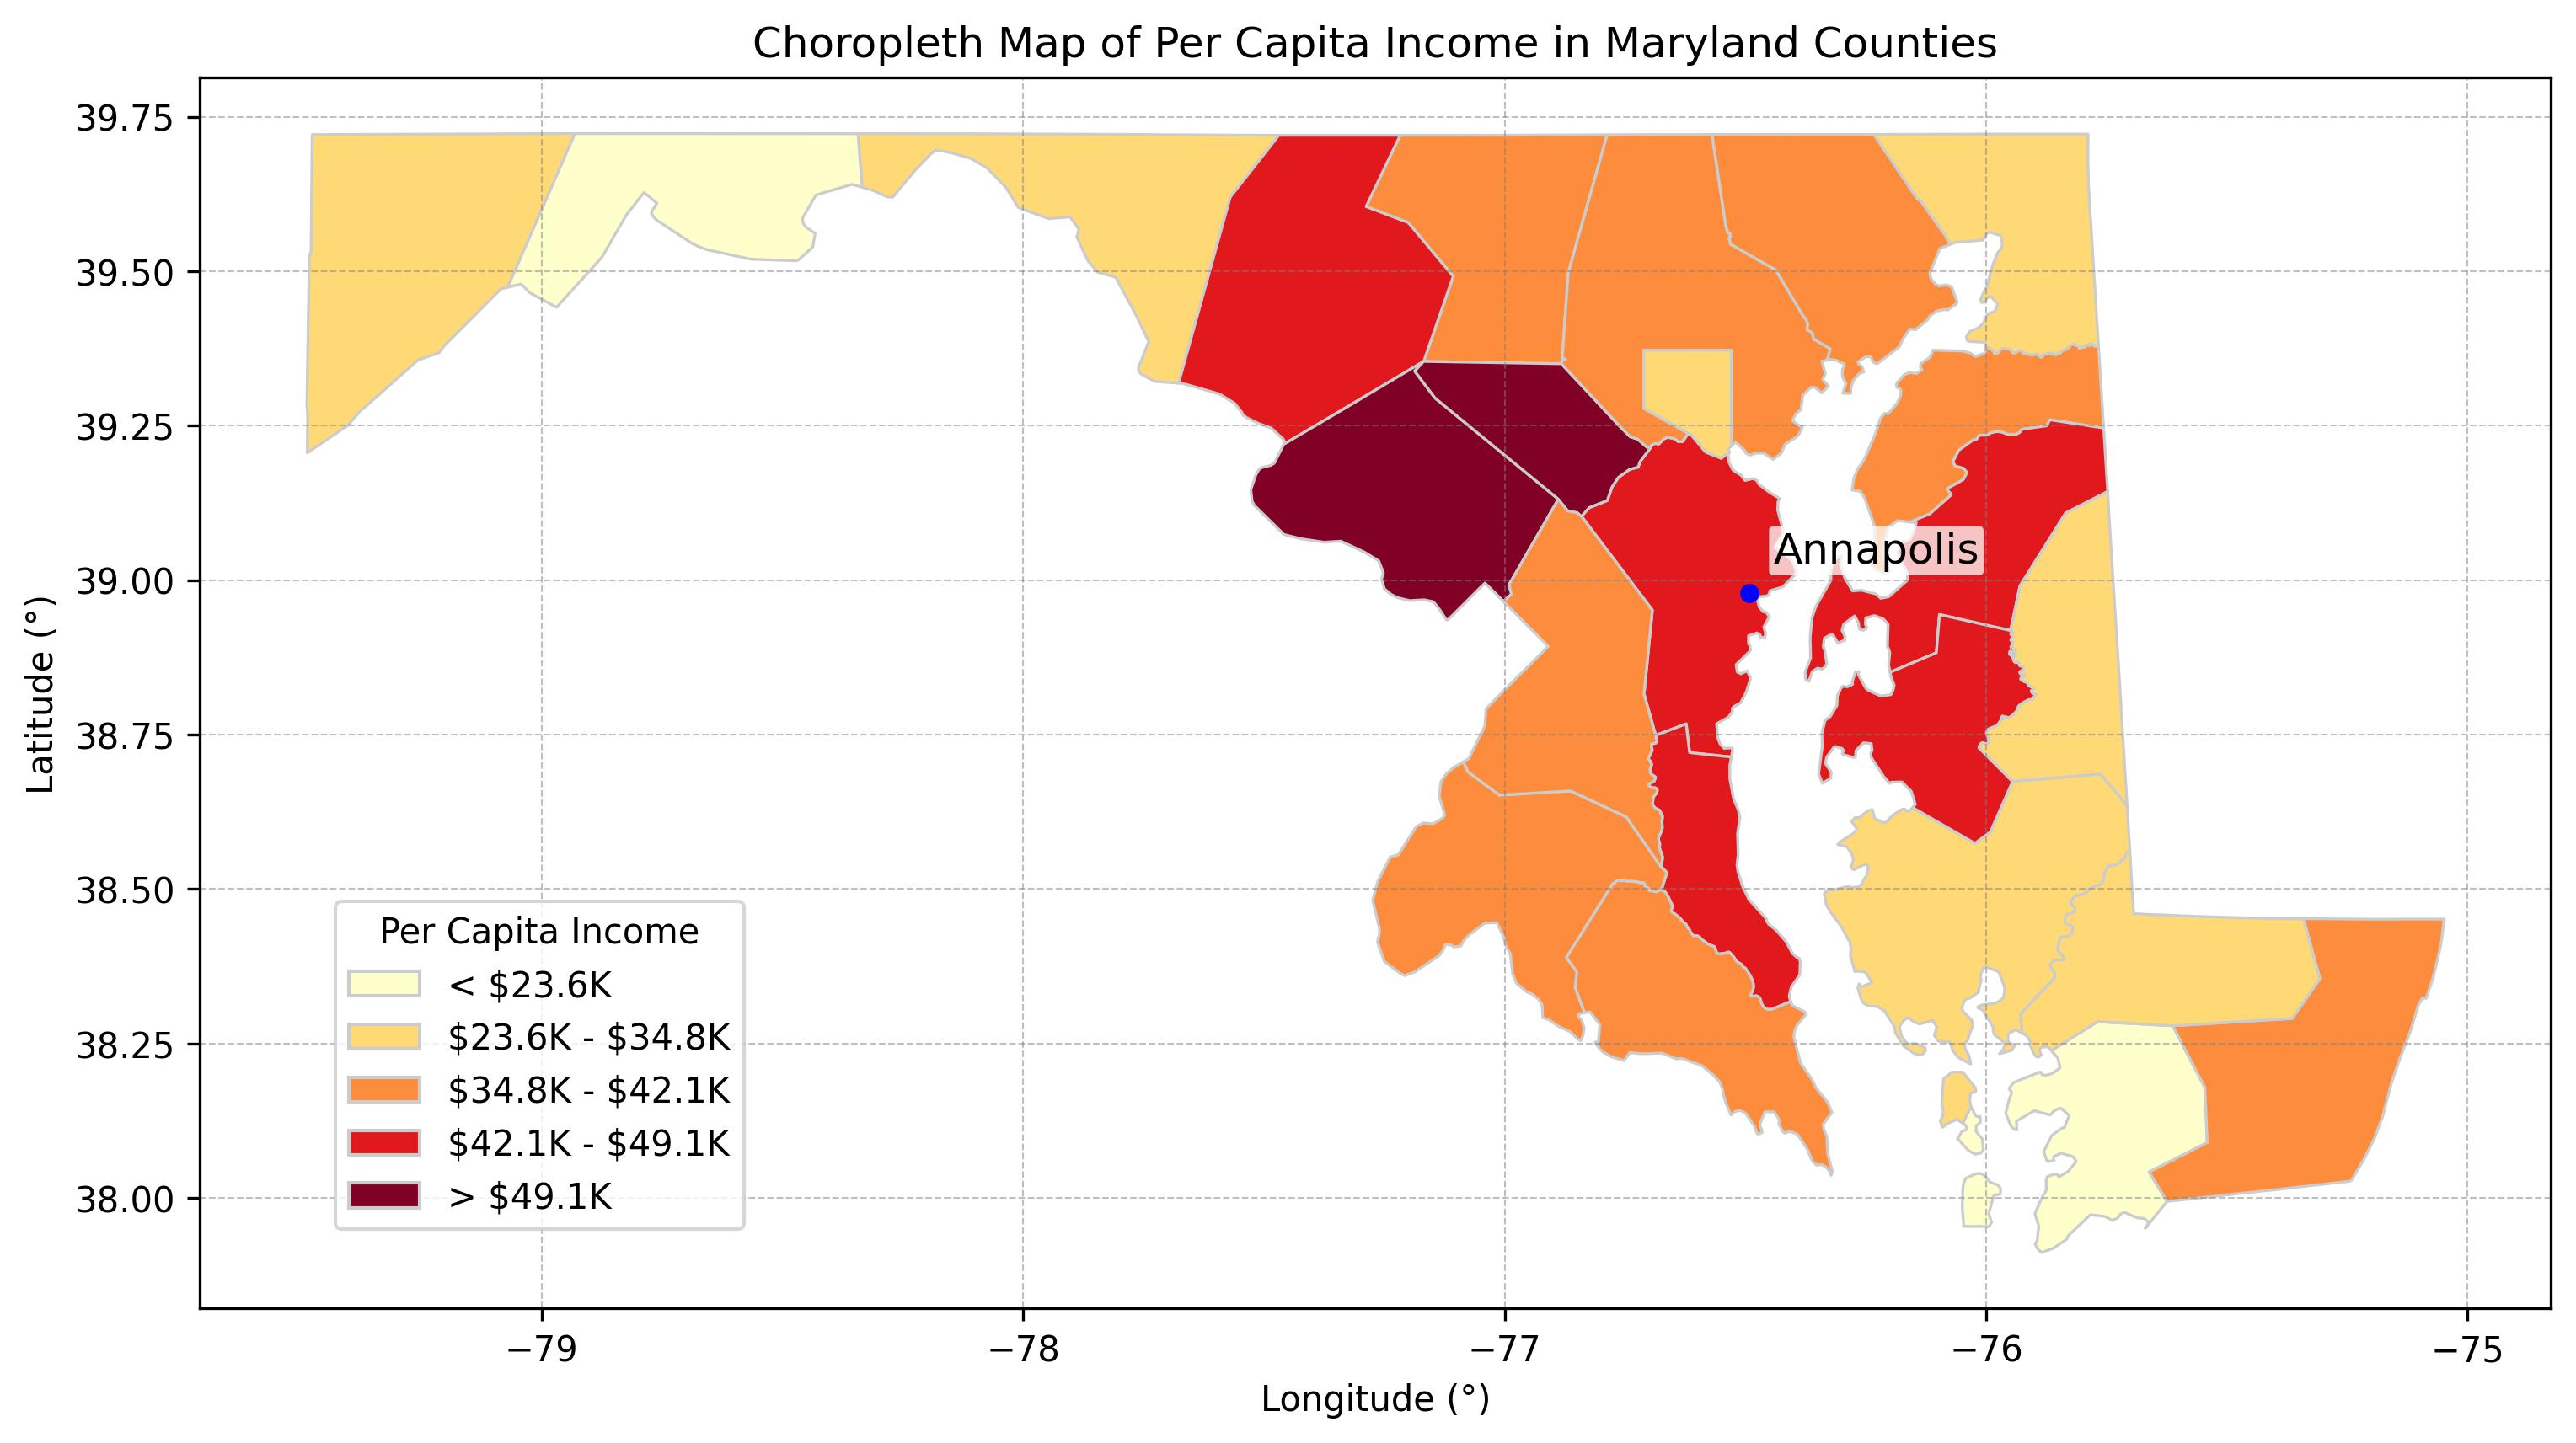 Choropleth Map of Per Capita Income in Maryland Counties
39.75
39.50
39.25
39.00
38.75
38.50
38.25
38.00
Latitude (°)
Annapolis
Per Capita Income
< $23.6K
$23.6K - $34.8K
$34.8K - $42.1K
$42.1K - $49.1K
> $49.1K
−79 −78 −77 −76 −75
Longitude (°)